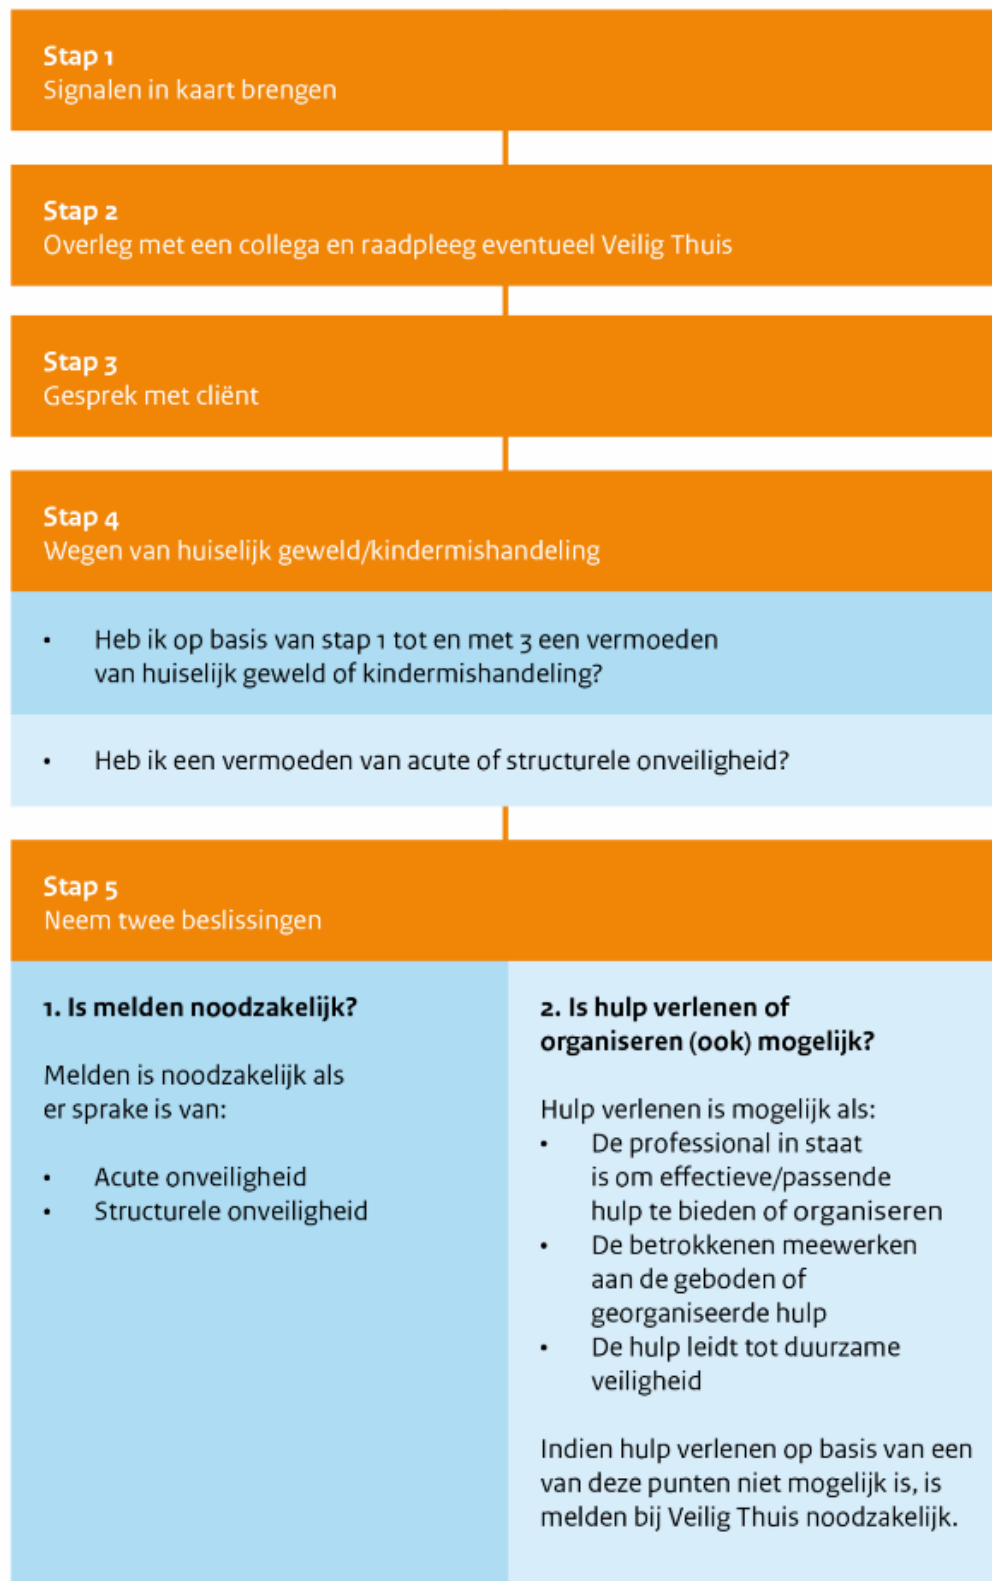 Stap 1
Signalen in kaart brengen
Stap 2
Overleg met een collega en raadpleeg eventueel Veilig Thuis
Stap 3
Gesprek met cliënt
Stap 4
Wegen van huiselijk geweld/kindermishandeling
• Heb ik op basis van stap 1 tot en met 3 een vermoeden
van huiselijk geweld of kindermishandeling?
• Heb ik een vermoeden van acute of structurele onveiligheid?
Stap 5
Neem twee beslissingen
1. Is melden noodzakelijk?
Melden is noodzakelijk als
er sprake is van:
• Acute onveiligheid
• Structurele onveiligheid
2. Is hulp verlenen of
organiseren (ook) mogelijk?
Hulp verlenen is mogelijk als:
• De professional in staat
is om effectieve/passende
hulp te bieden of organiseren
• De betrokkenen meewerken
aan de geboden of
georganiseerde hulp
• De hulp leidt tot duurzame
veiligheid
Indien hulp verlenen op basis van een
van deze punten niet mogelijk is, is
melden bij Veilig Thuis noodzakelijk.